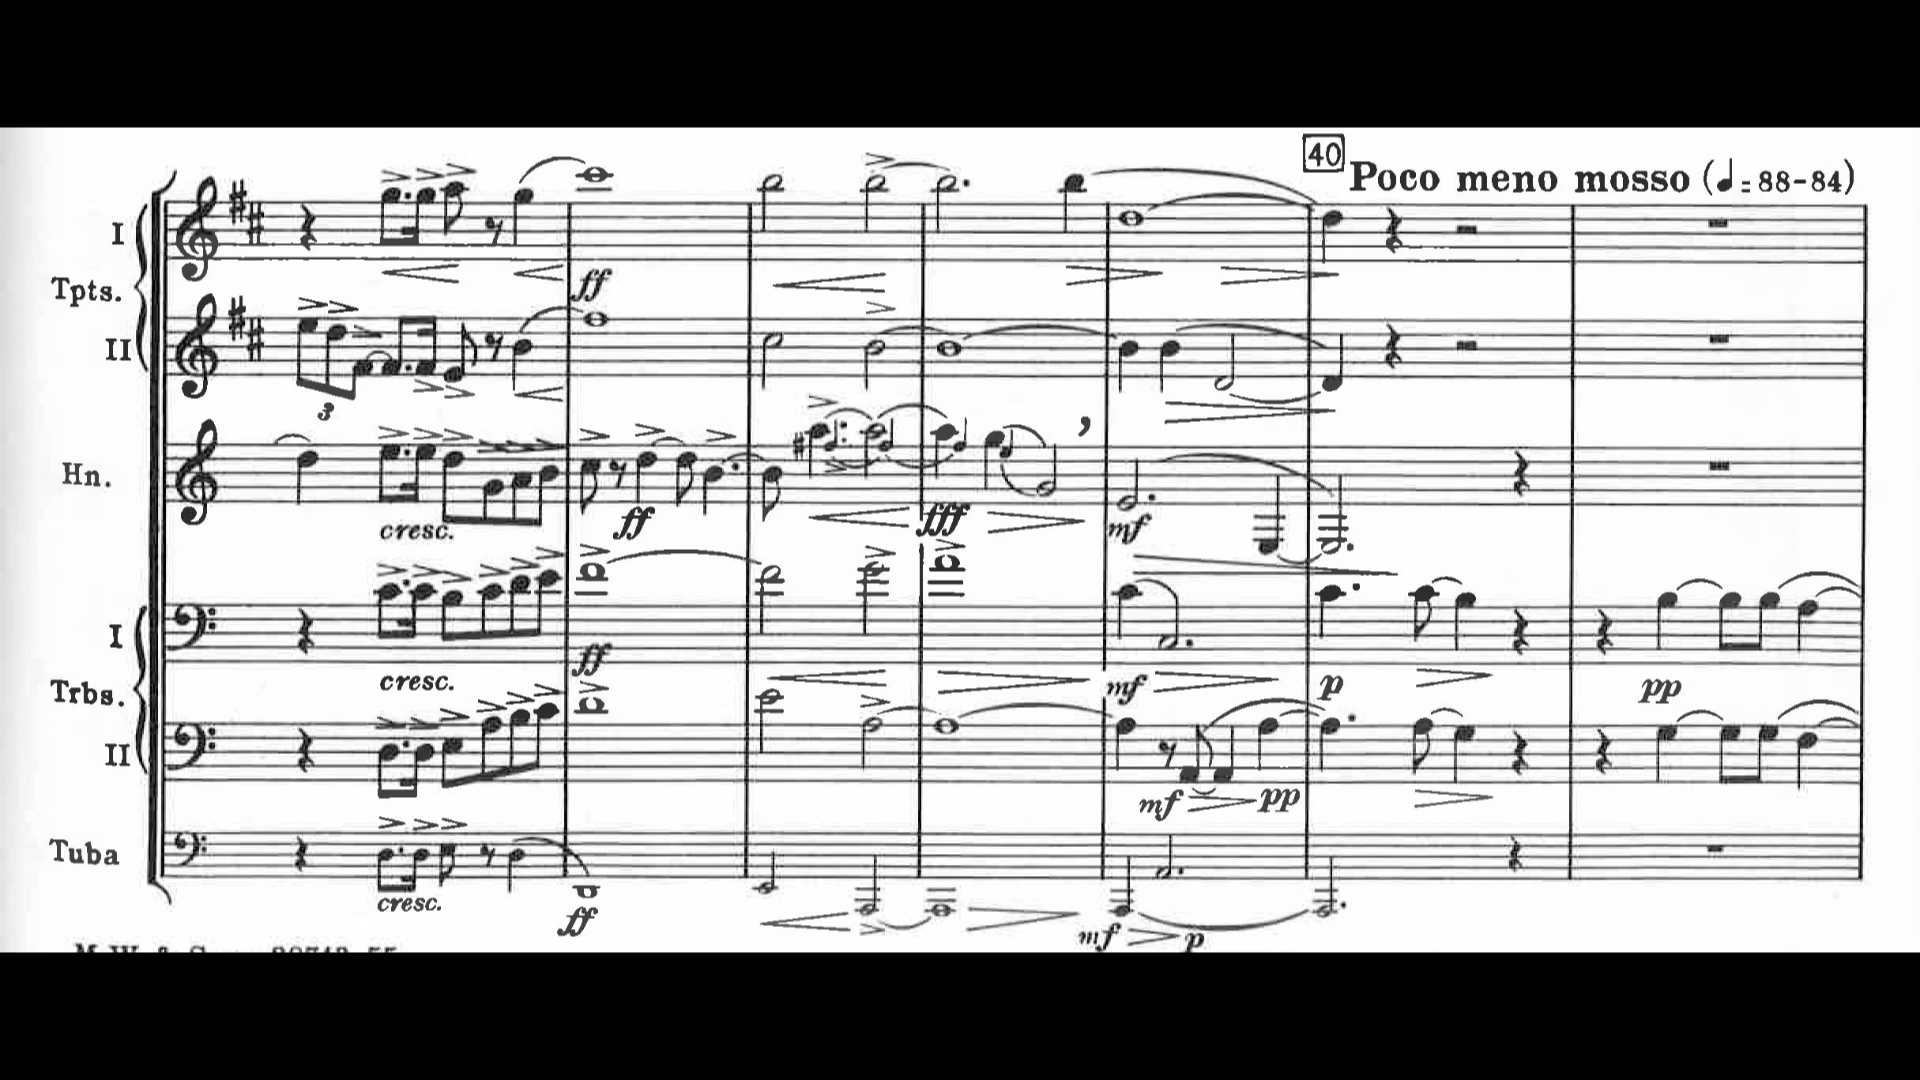 40 Poco meno mosso (♩=88-84)
I
ff
Tpts.
II
3
Hn.
cresc. ff fff mf
I
cresc. ff mf p pp
Trbs.
II
mf pp
Tuba
cresc. ff mf p